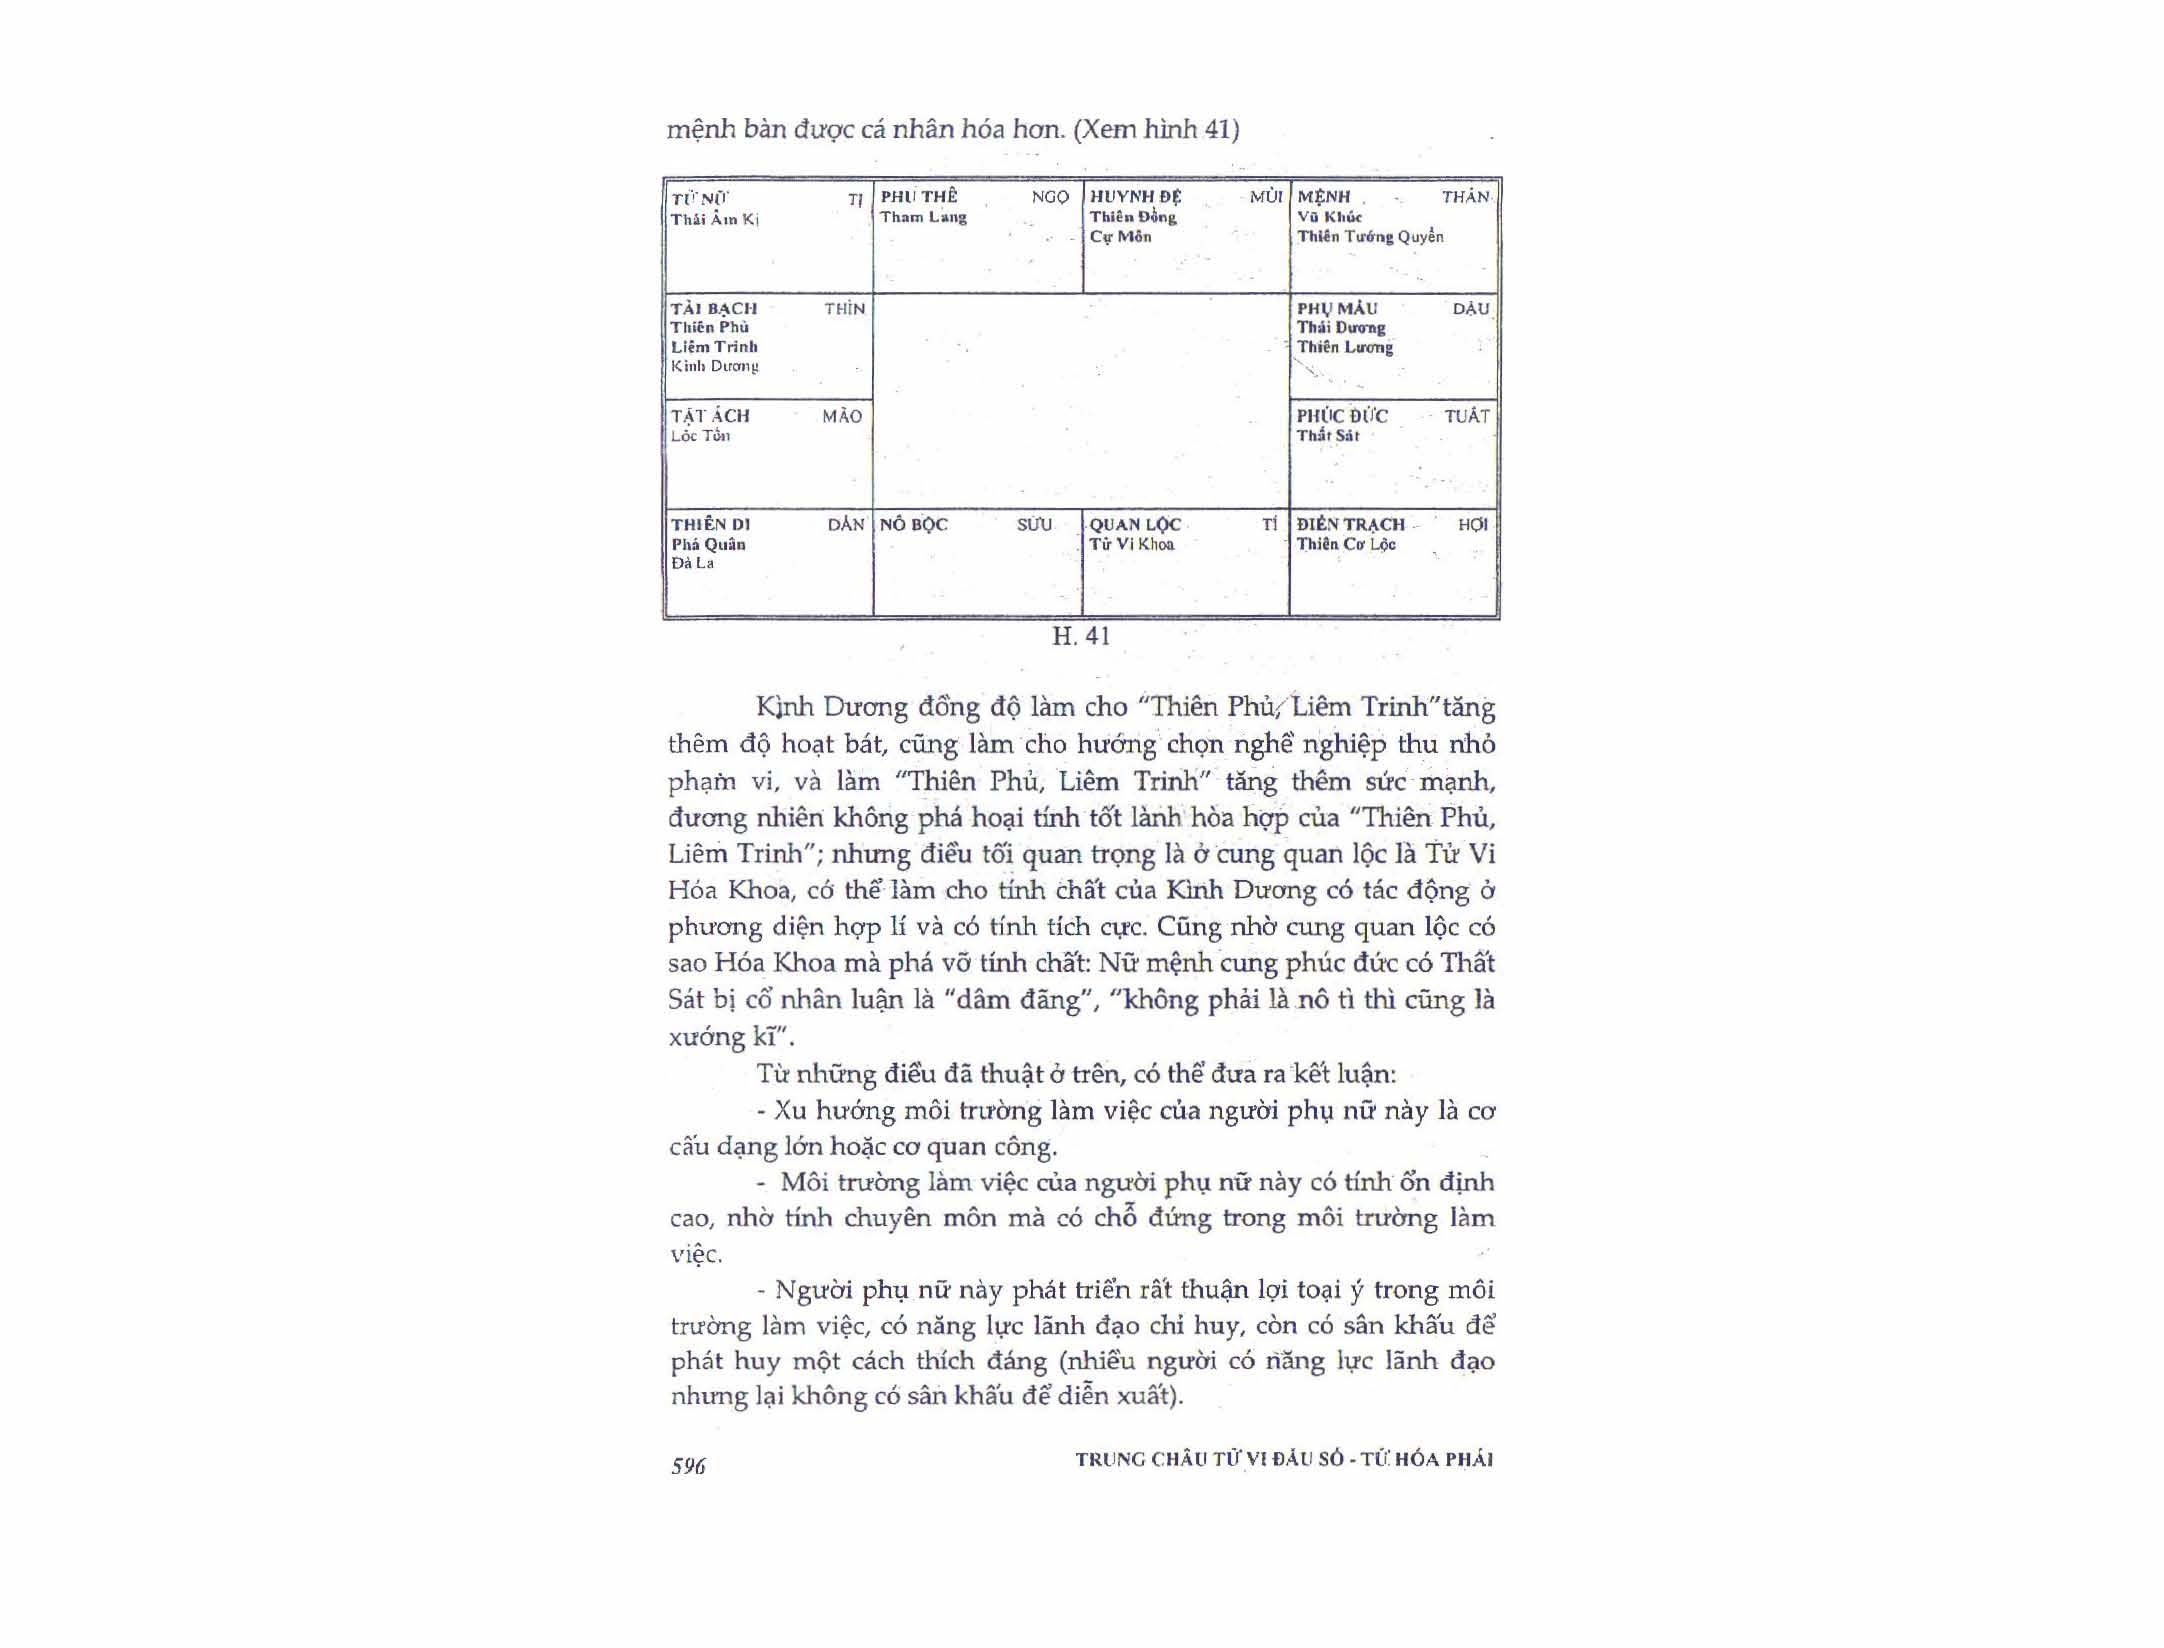 mệnh bàn được cá nhân hóa hơn. (Xem hình 41)
TỬ NỮ TỊ
Thái Âm Kị
PHU THÊ NGỌ
Tham Lang
HUYNH ĐỆ MÙI
Thiên Đồng
Cự Môn
MỆNH THÂN
Vũ Khúc
Thiên Tướng Quyền
TÀI BẠCH THÌN
Thiên Phủ
Liêm Trinh
Kình Dương
PHỤ MẪU DẬU
Thái Dương
Thiên Lương
TẬT ÁCH MÃO
Lộc Tồn
PHÚC ĐỨC TUẤT
Thất Sát
THIÊN DI DẦN
Phá Quân
Đà La
NÔ BỘC SỬU
QUAN LỘC TÍ
Tử Vi Khoa
ĐIỀN TRẠCH HỢI
Thiên Cơ Lộc
H. 41
Kình Dương đồng độ làm cho "Thiên Phủ, Liêm Trinh"tăng
thêm độ hoạt bát, cũng làm cho hướng chọn nghề nghiệp thu nhỏ
phạm vi, và làm "Thiên Phủ, Liêm Trinh" tăng thêm sức mạnh,
đương nhiên không phá hoại tính tốt lành hòa hợp của "Thiên Phủ,
Liêm Trinh"; nhưng điều tối quan trọng là ở cung quan lộc là Tử Vi
Hóa Khoa, có thể làm cho tính chất của Kình Dương có tác động ở
phương diện hợp lí và có tính tích cực. Cũng nhờ cung quan lộc có
sao Hóa Khoa mà phá vỡ tính chất: Nữ mệnh cung phúc đức có Thất
Sát bị cổ nhân luận là "dâm đãng", "không phải là nô tì thì cũng là
xướng kĩ".
Từ những điều đã thuật ở trên, có thể đưa ra kết luận:
- Xu hướng môi trường làm việc của người phụ nữ này là cơ
cấu dạng lớn hoặc cơ quan công.
- Môi trường làm việc của người phụ nữ này có tính ổn định
cao, nhờ tính chuyên môn mà có chỗ đứng trong môi trường làm
việc.
- Người phụ nữ này phát triển rất thuận lợi toại ý trong môi
trường làm việc, có năng lực lãnh đạo chỉ huy, còn có sân khấu để
phát huy một cách thích đáng (nhiều người có năng lực lãnh đạo
nhưng lại không có sân khấu để diễn xuất).
596 TRUNG CHÂU TỬ VI ĐẨU SỐ - TỨ HÓA PHÁI